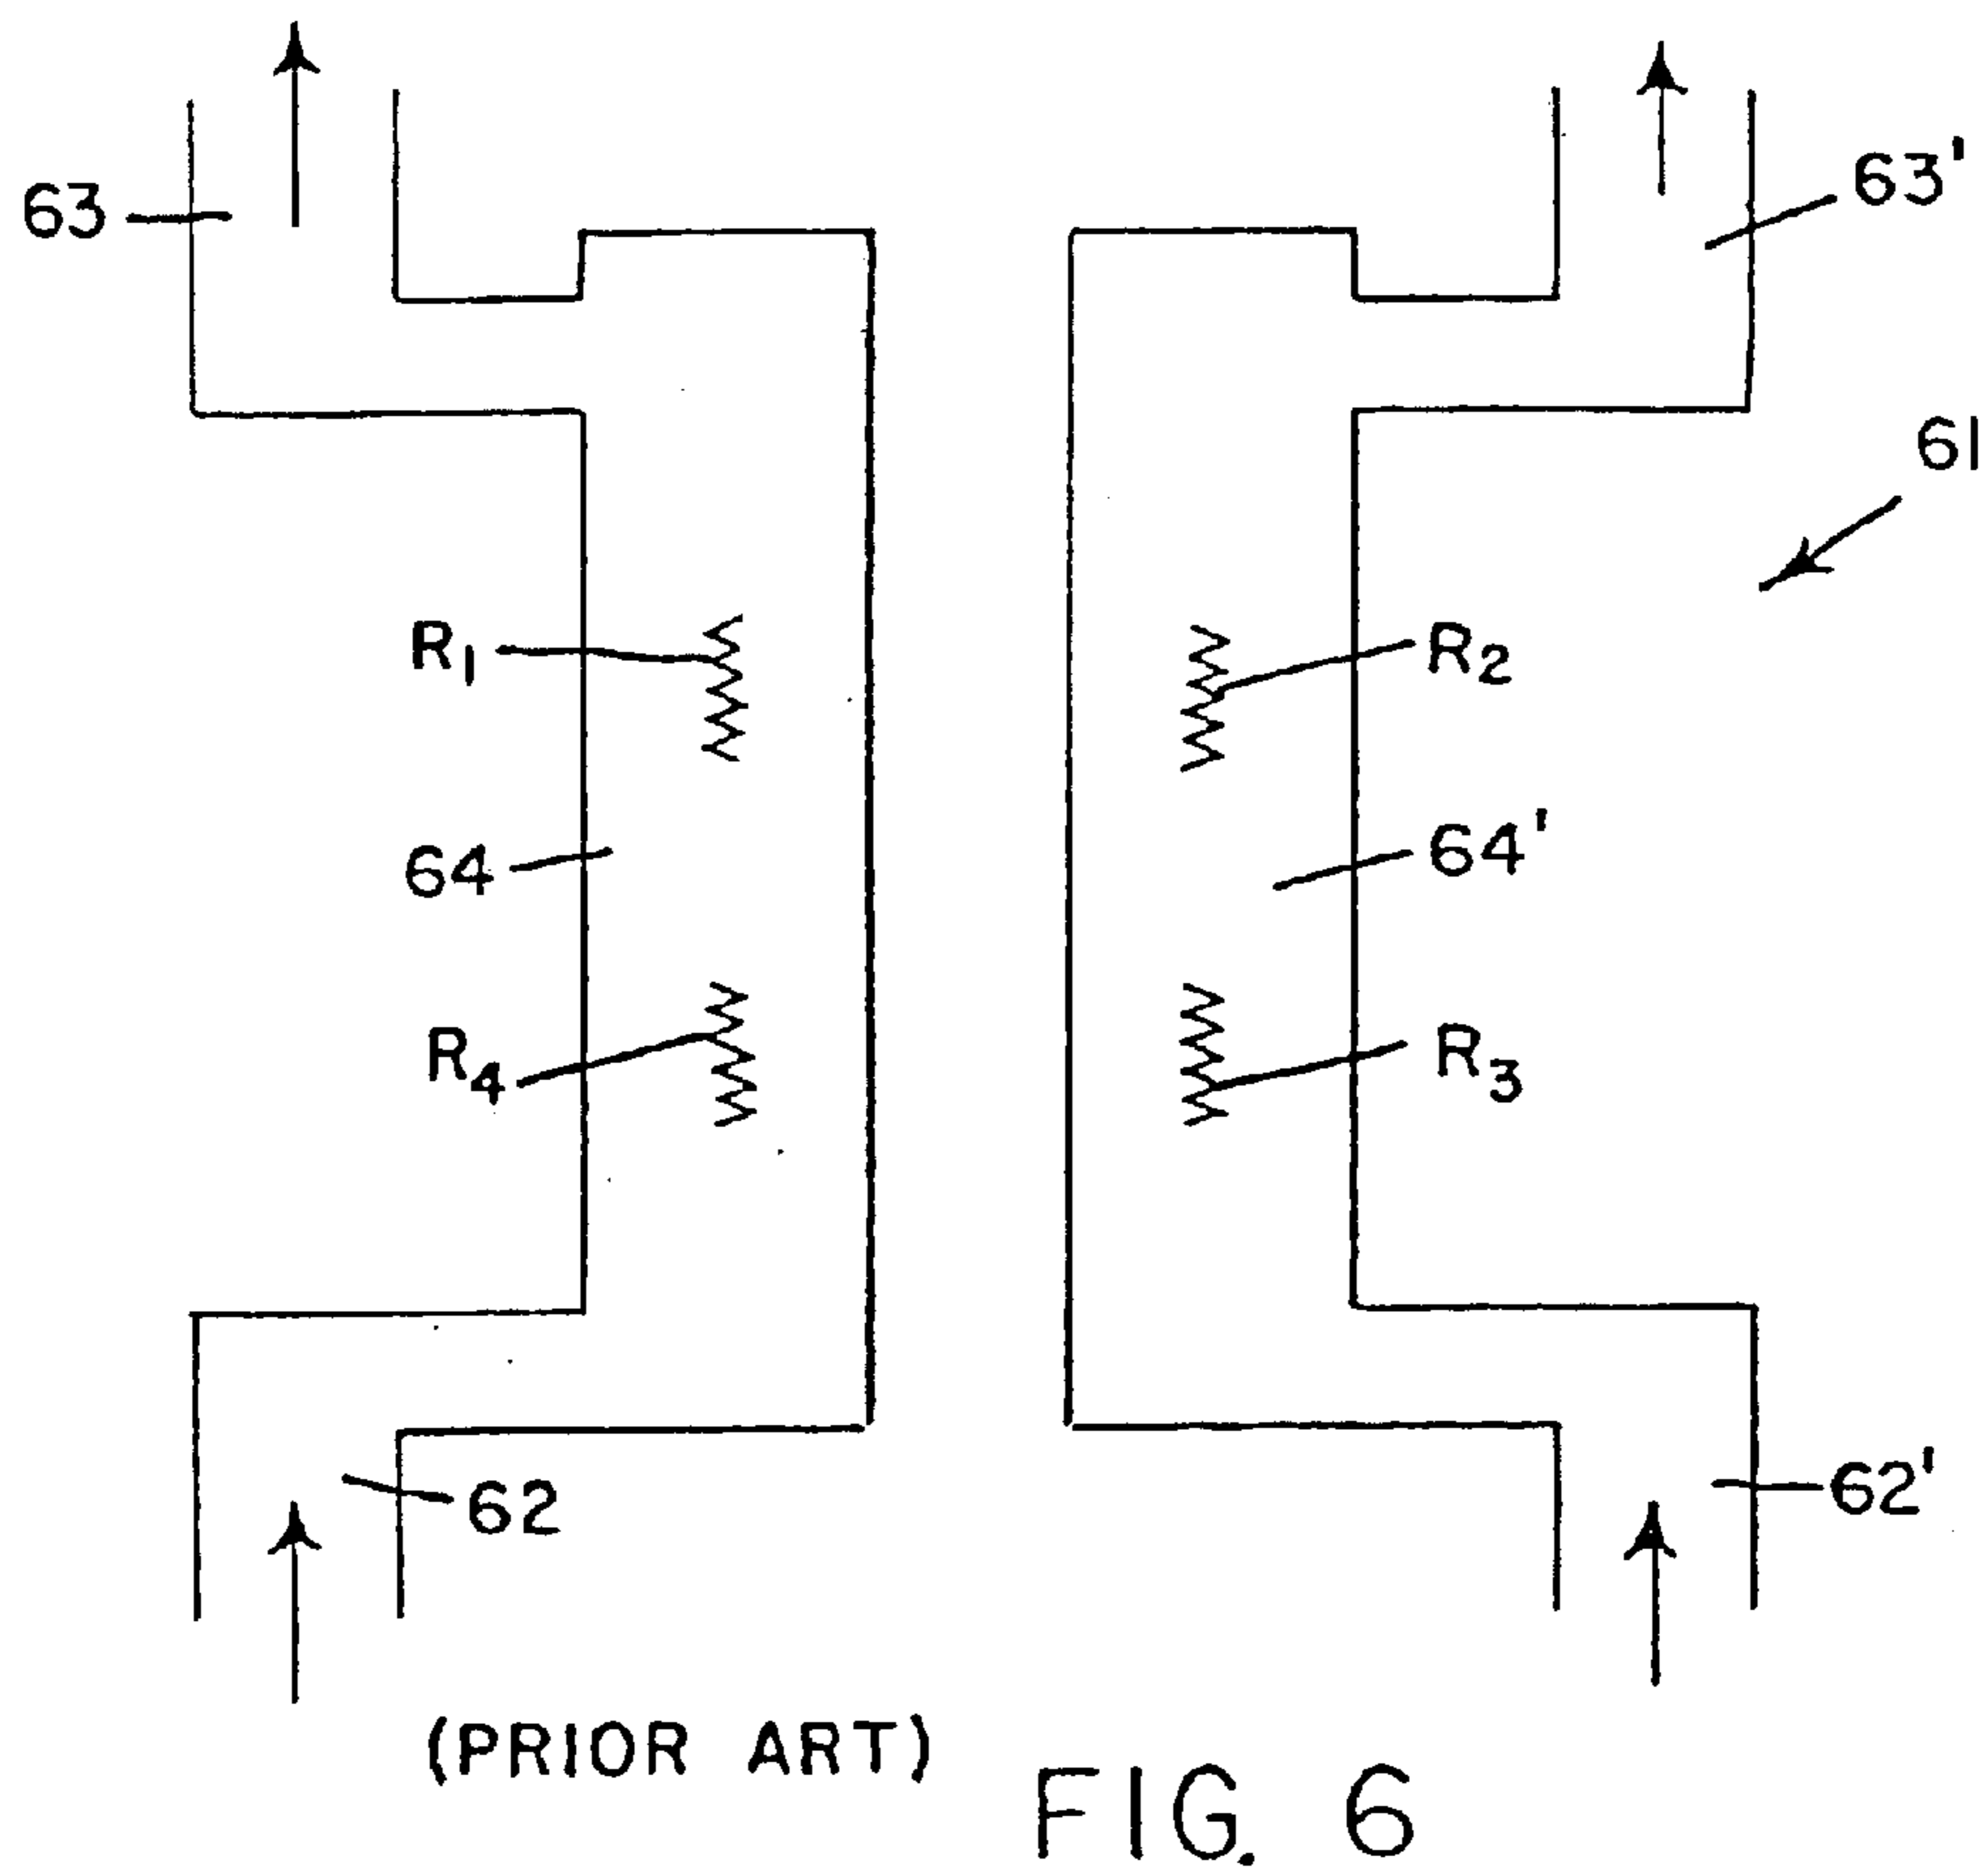 63
63'
61
R1
R2
64
64'
R4
R3
62
62'
(PRIOR ART)
FIG. 6